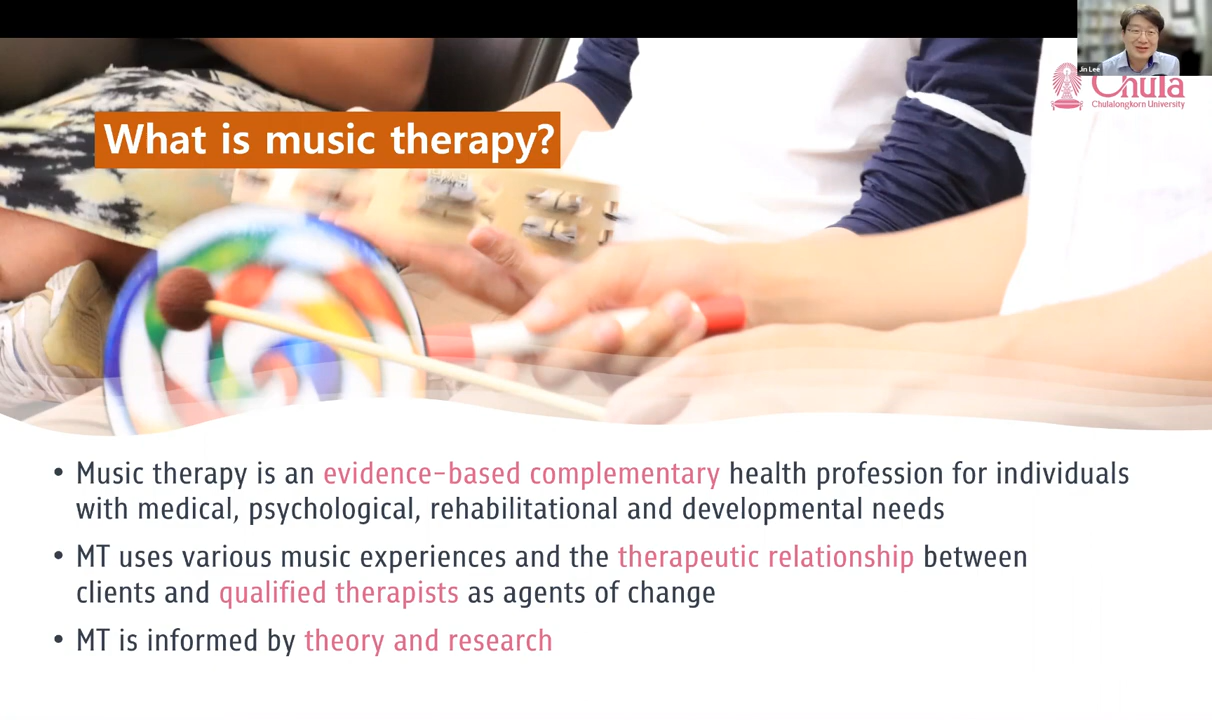 Jin Lee
Chula
Chulalongkorn University
What is music therapy?
• Music therapy is an evidence-based complementary health profession for individuals
with medical, psychological, rehabilitational and developmental needs
• MT uses various music experiences and the therapeutic relationship between
clients and qualified therapists as agents of change
• MT is informed by theory and research